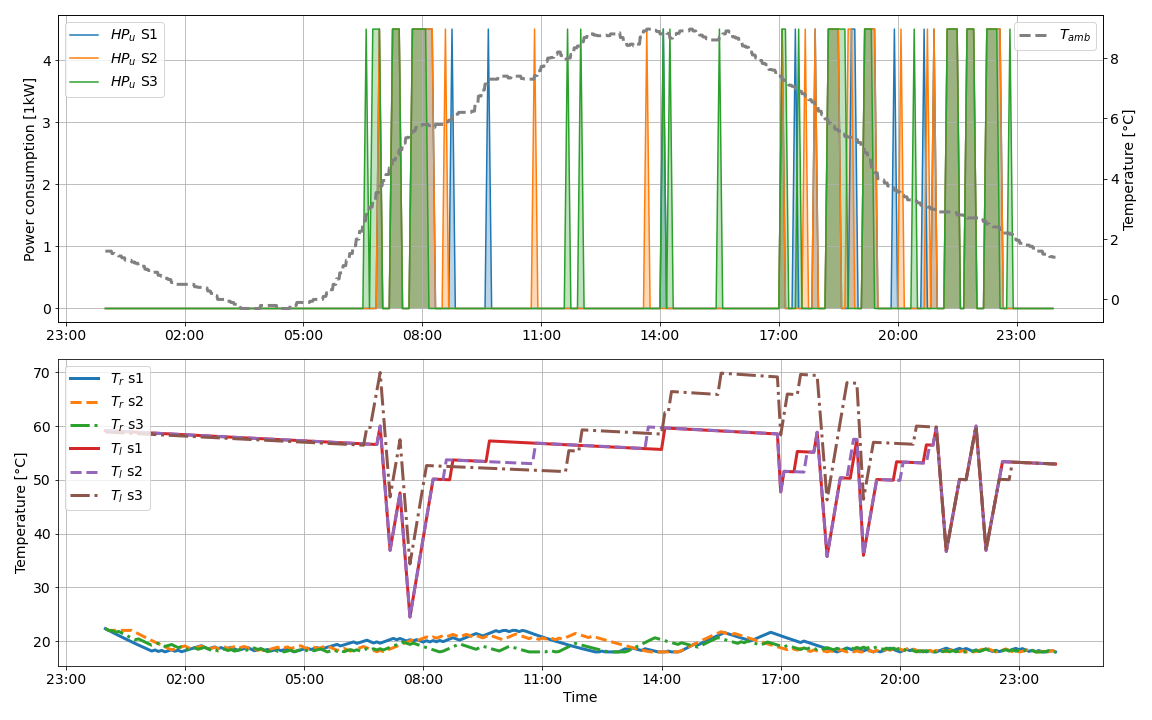 Power consumption [1kW]
4
3
2
1
0
HP_u S1
HP_u S2
HP_u S3
T_amb
8
6
4
2
0
Temperature [°C]
23:00 02:00 05:00 08:00 11:00 14:00 17:00 20:00 23:00
Temperature [°C]
70
60
50
40
30
20
T_r s1
T_r s2
T_r s3
T_l s1
T_l s2
T_l s3
23:00 02:00 05:00 08:00 11:00 14:00 17:00 20:00 23:00
Time